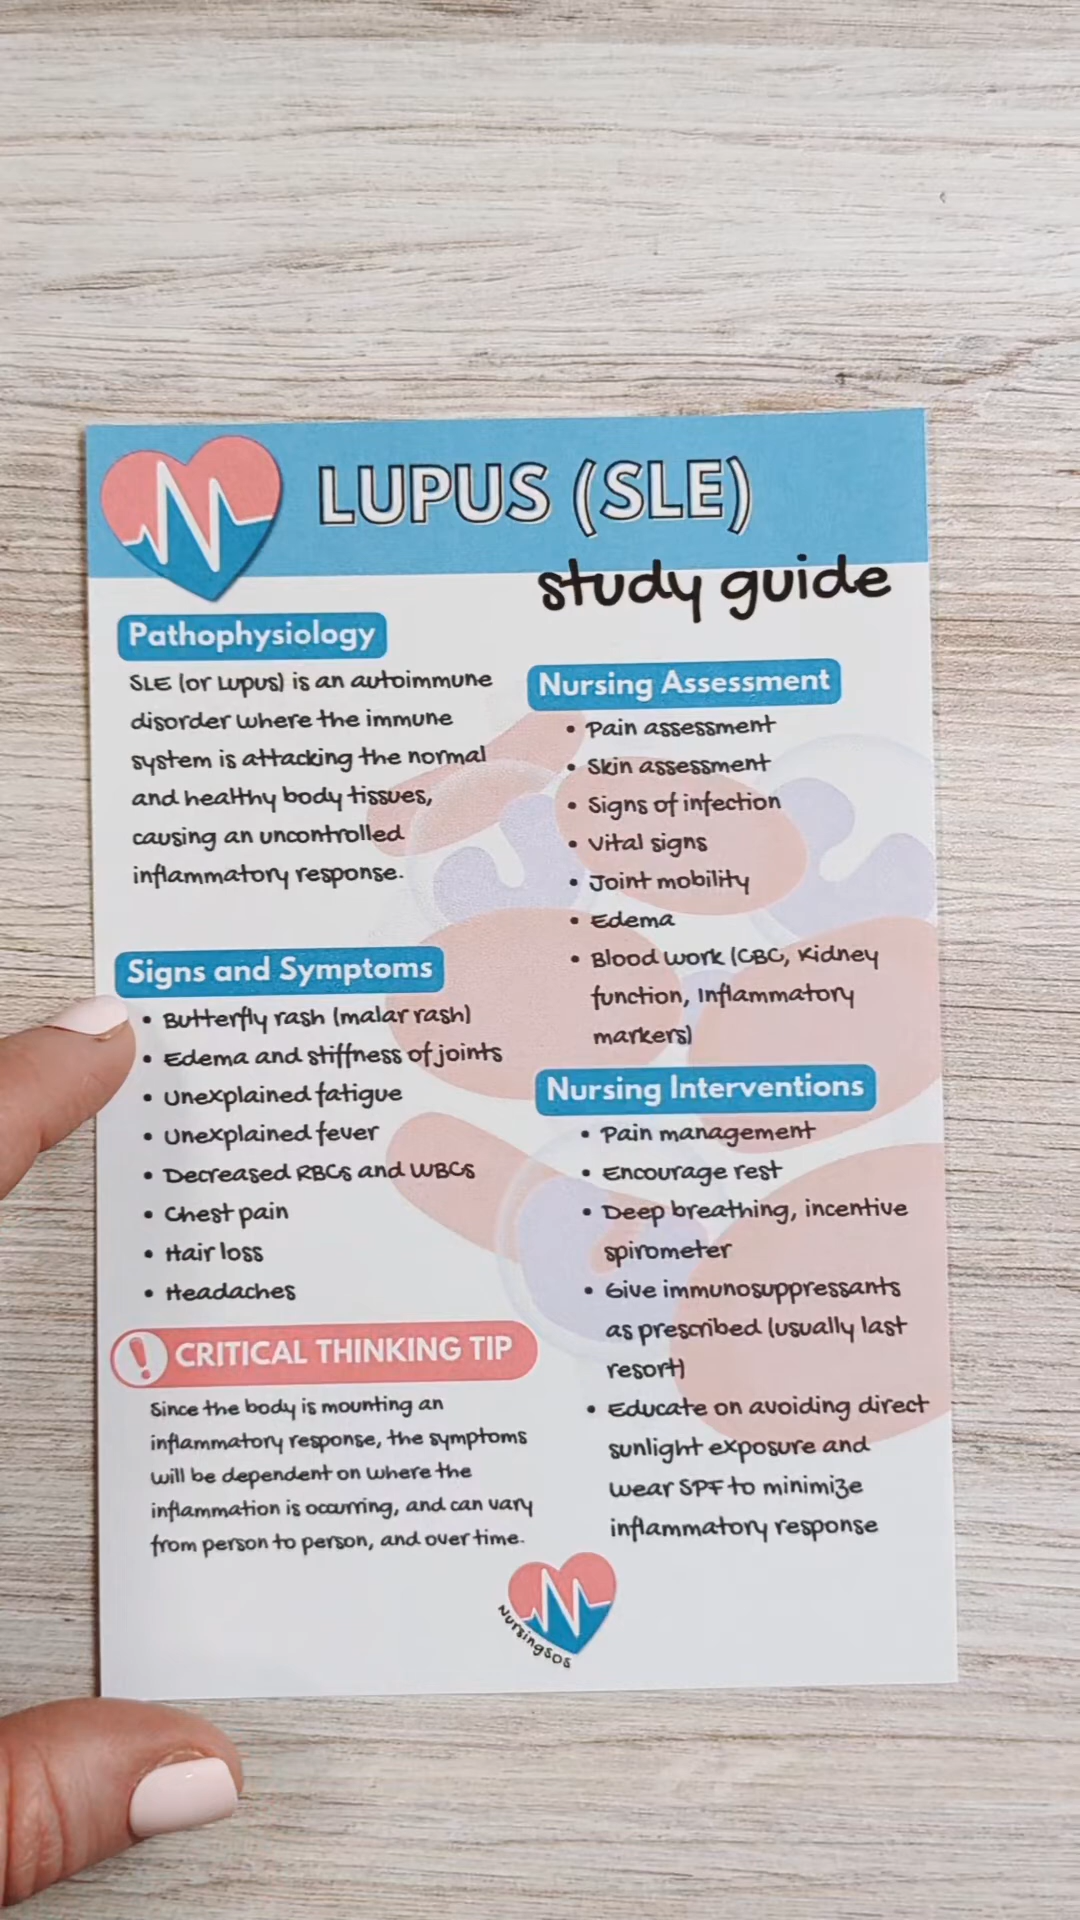 LUPUS (SLE)
study guide
Pathophysiology
SLE (or Lupus) is an autoimmune
disorder where the immune
system is attacking the normal
and healthy body tissues,
causing an uncontrolled
inflammatory response.
Signs and Symptoms
• Butterfly rash (malar rash)
• Edema and stiffness of joints
• Unexplained fatigue
• Unexplained fever
• Decreased RBCs and WBCs
• Chest pain
• Hair loss
• Headaches
! CRITICAL THINKING TIP
Since the body is mounting an
inflammatory response, the symptoms
will be dependent on where the
inflammation is occurring, and can vary
from person to person, and over time.
Nursing Assessment
• Pain assessment
• Skin assessment
• Signs of infection
• Vital signs
• Joint mobility
• Edema
• Blood work (CBC, Kidney
function, Inflammatory
markers)
Nursing Interventions
• Pain management
• Encourage rest
• Deep breathing, incentive
spirometer
• Give immunosuppressants
as prescribed (usually last
resort)
• Educate on avoiding direct
sunlight exposure and
wear SPF to minimize
inflammatory response
NursingSOS